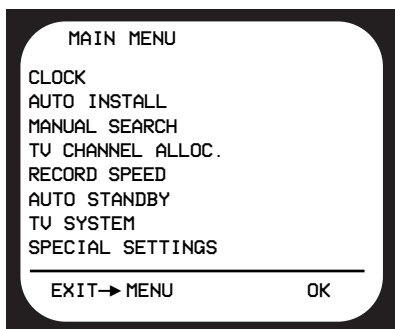 MAIN MENU
CLOCK
AUTO INSTALL
MANUAL SEARCH
TV CHANNEL ALLOC.
RECORD SPEED
AUTO STANDBY
TV SYSTEM
SPECIAL SETTINGS
EXIT→ MENU OK